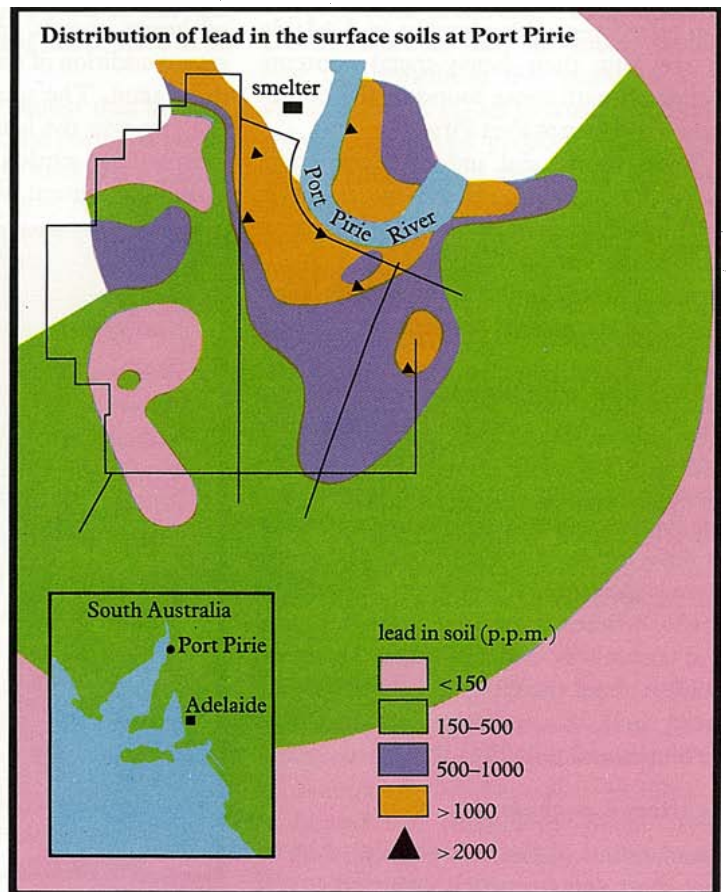 Distribution of lead in the surface soils at Port Pirie
smelter
Port Pirie River
South Australia
Port Pirie
Adelaide
lead in soil (p.p.m.)
<150
150–500
500–1000
>1000
>2000